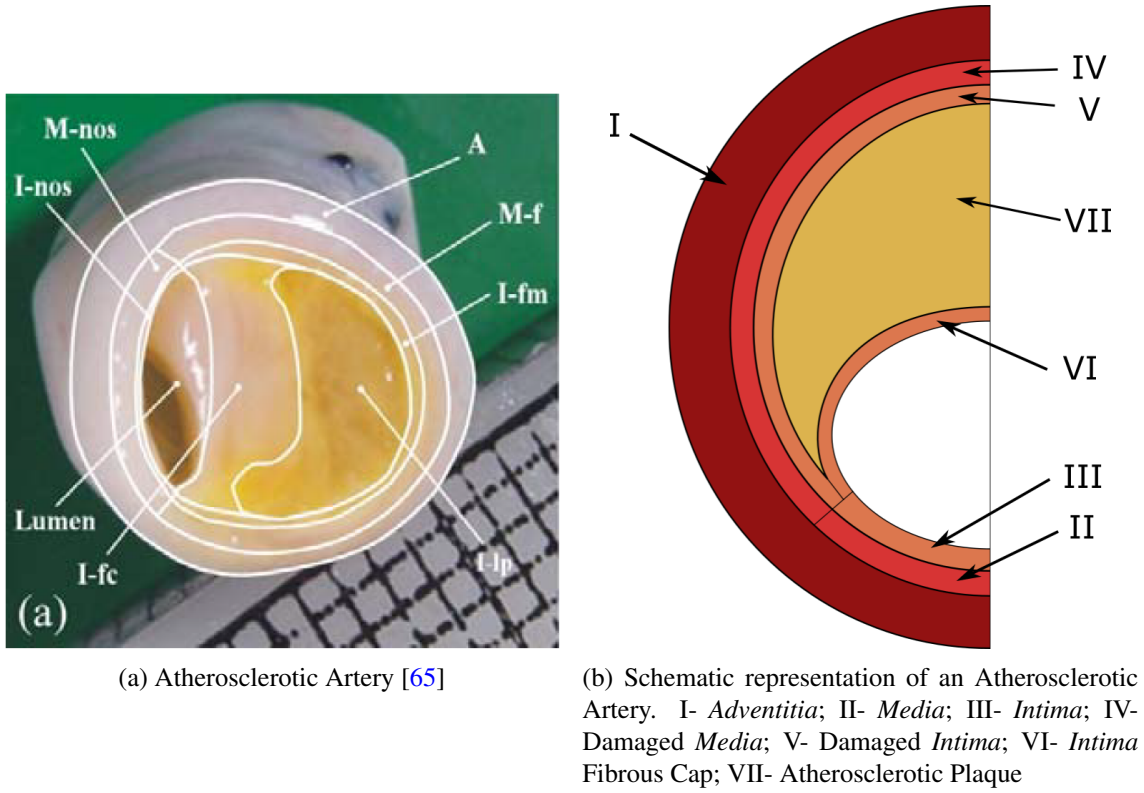 M-nos
I-nos
A
M-f
I-fm
Lumen
I-fc
I-lp
(a)
I
IV
V
VII
VI
III
II
(a) Atherosclerotic Artery [65]
(b) Schematic representation of an Atherosclerotic
Artery. I- Adventitia; II- Media; III- Intima; IV-
Damaged Media; V- Damaged Intima; VI- Intima
Fibrous Cap; VII- Atherosclerotic Plaque